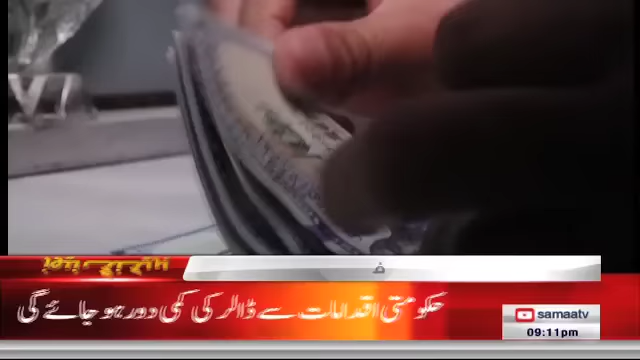 حکومتی اقدامات سے ڈالر کی کمی دور ہو جائے گی
samaatv
09:11pm